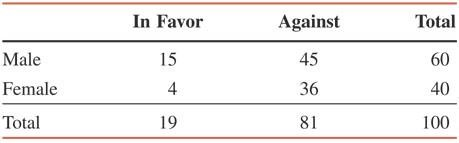 In Favor Against Total
Male 15 45 60
Female 4 36 40
Total 19 81 100